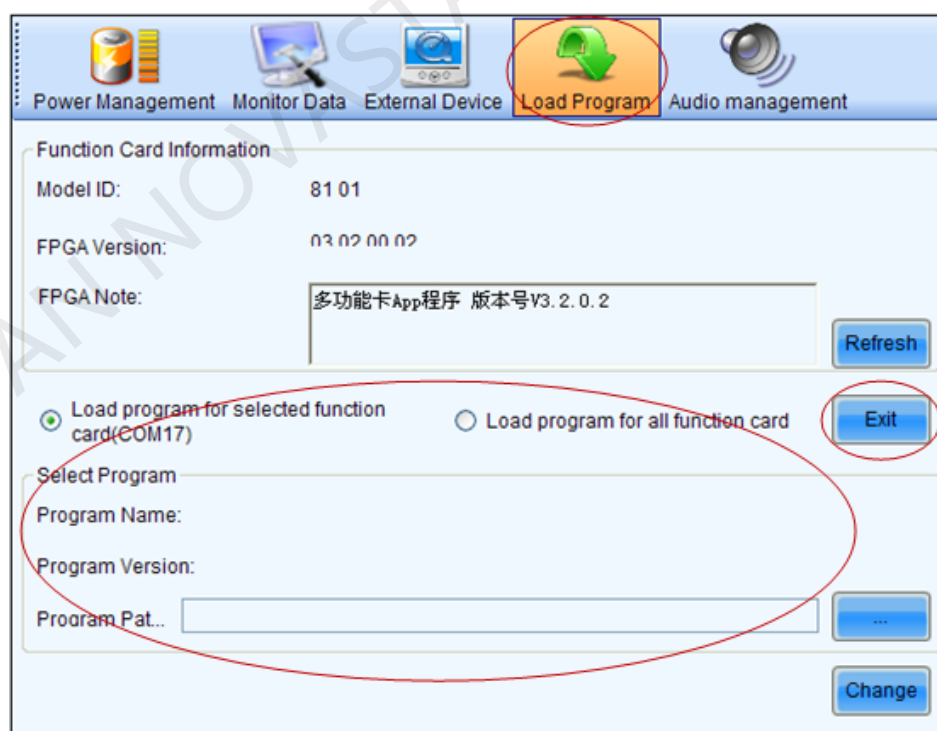 AN NOVAST
Power Management Monitor Data External Device Load Program Audio management
Function Card Information
Model ID: 81 01
FPGA Version: 03 02 00 02
FPGA Note: 多功能卡App程序 版本号V3.2.0.2
Refresh
Load program for selected function
card(COM17)
Load program for all function card
Exit
Select Program
Program Name:
Program Version:
Program Pat...
...
Change